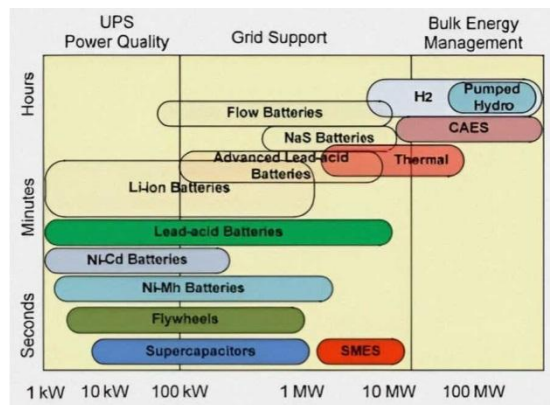 UPS
Power Quality
Grid Support
Bulk Energy
Management
Hours
Minutes
Seconds
H2
Pumped
Hydro
Flow Batteries
CAES
NaS Batteries
Advanced Lead-acid
Batteries
Thermal
Li-ion Batteries
Lead-acid Batteries
Ni-Cd Batteries
Ni-Mh Batteries
Flywheels
Supercapacitors
SMES
1 kW 10 kW 100 kW 1 MW 10 MW 100 MW